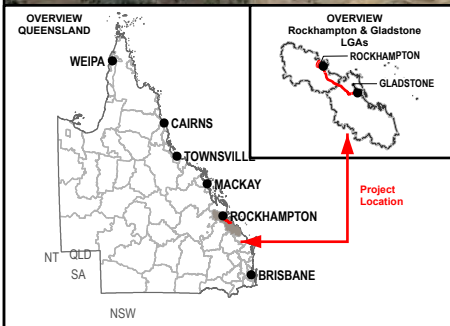 OVERVIEW
QUEENSLAND
WEIPA
CAIRNS
TOWNSVILLE
MACKAY
ROCKHAMPTON
BRISBANE
NT
QLD
SA
NSW
OVERVIEW
Rockhampton & Gladstone
LGAs
ROCKHAMPTON
GLADSTONE
Project
Location